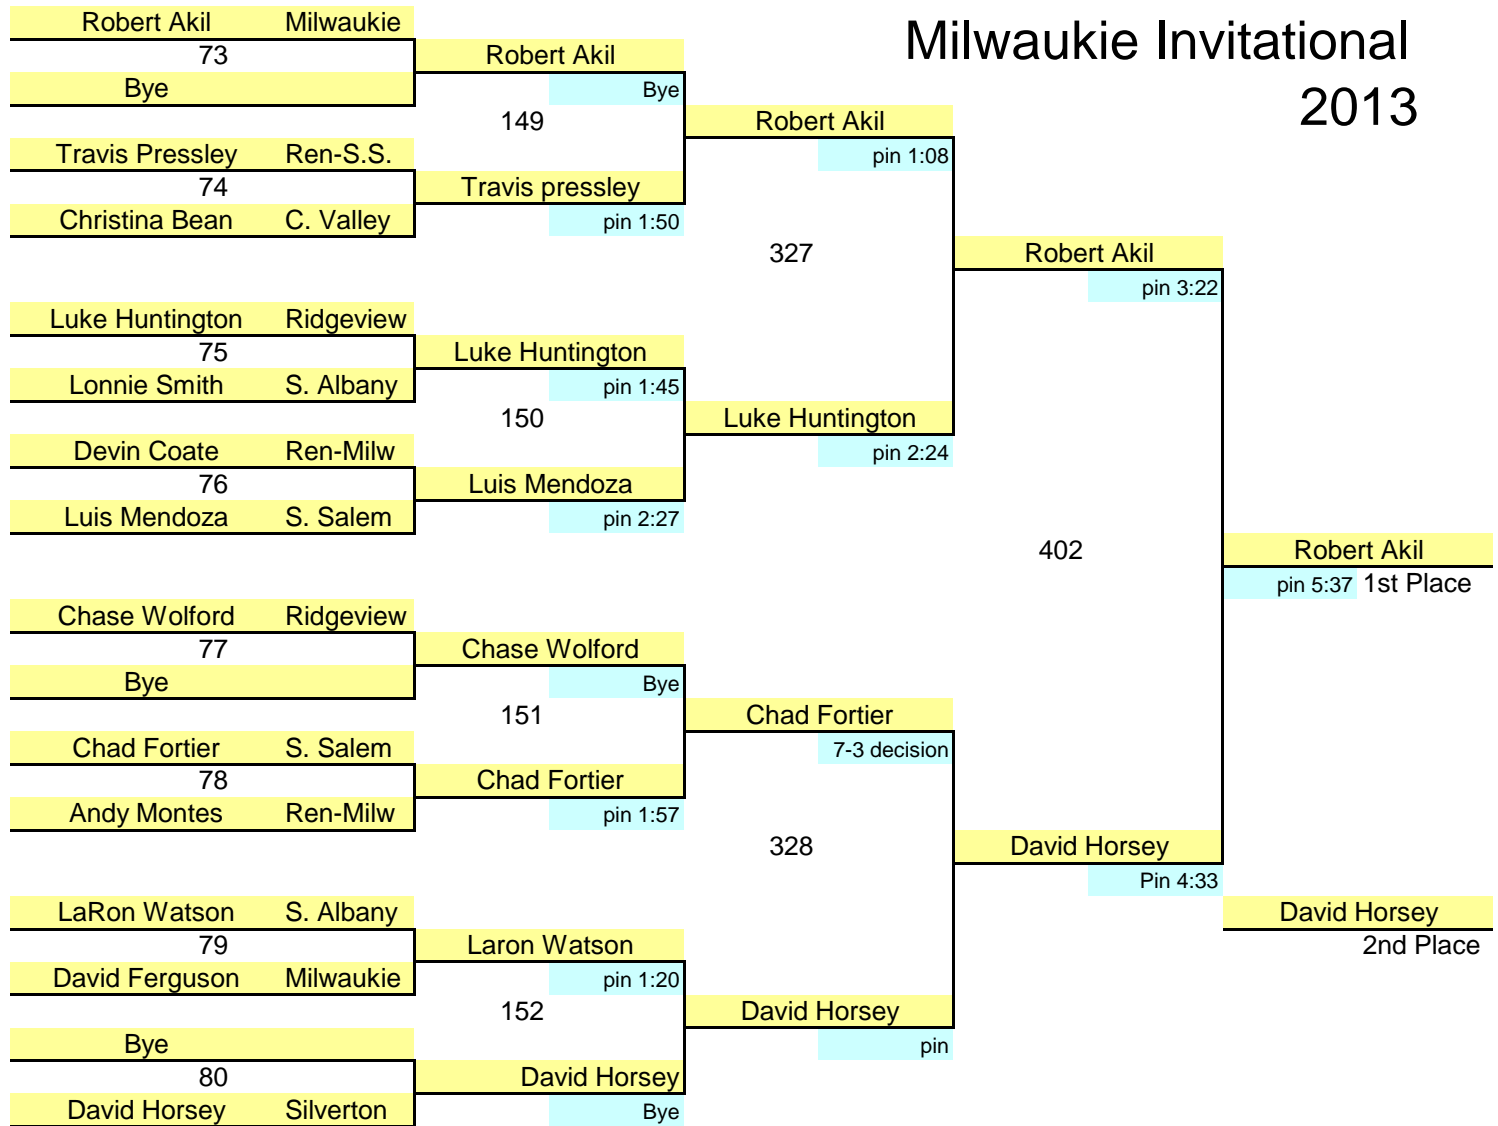 Milwaukie Invitational
2013
Robert Akil Milwaukie
73
Bye
Travis Pressley Ren-S.S.
74
Christina Bean C. Valley
Luke Huntington Ridgeview
75
Lonnie Smith S. Albany
Devin Coate Ren-Milw
76
Luis Mendoza S. Salem
Chase Wolford Ridgeview
77
Bye
Chad Fortier S. Salem
78
Andy Montes Ren-Milw
LaRon Watson S. Albany
79
David Ferguson Milwaukie
Bye
80
David Horsey Silverton
Robert Akil
Bye
149
Travis pressley
pin 1:50
Luke Huntington
pin 1:45
150
Luis Mendoza
pin 2:27
Chase Wolford
Bye
151
Chad Fortier
pin 1:57
Laron Watson
pin 1:20
152
David Horsey
Bye
Robert Akil
pin 1:08
327
Luke Huntington
pin 2:24
Chad Fortier
7-3 decision
328
David Horsey
pin
Robert Akil
pin 3:22
402
David Horsey
Pin 4:33
Robert Akil
pin 5:37 1st Place
David Horsey
2nd Place